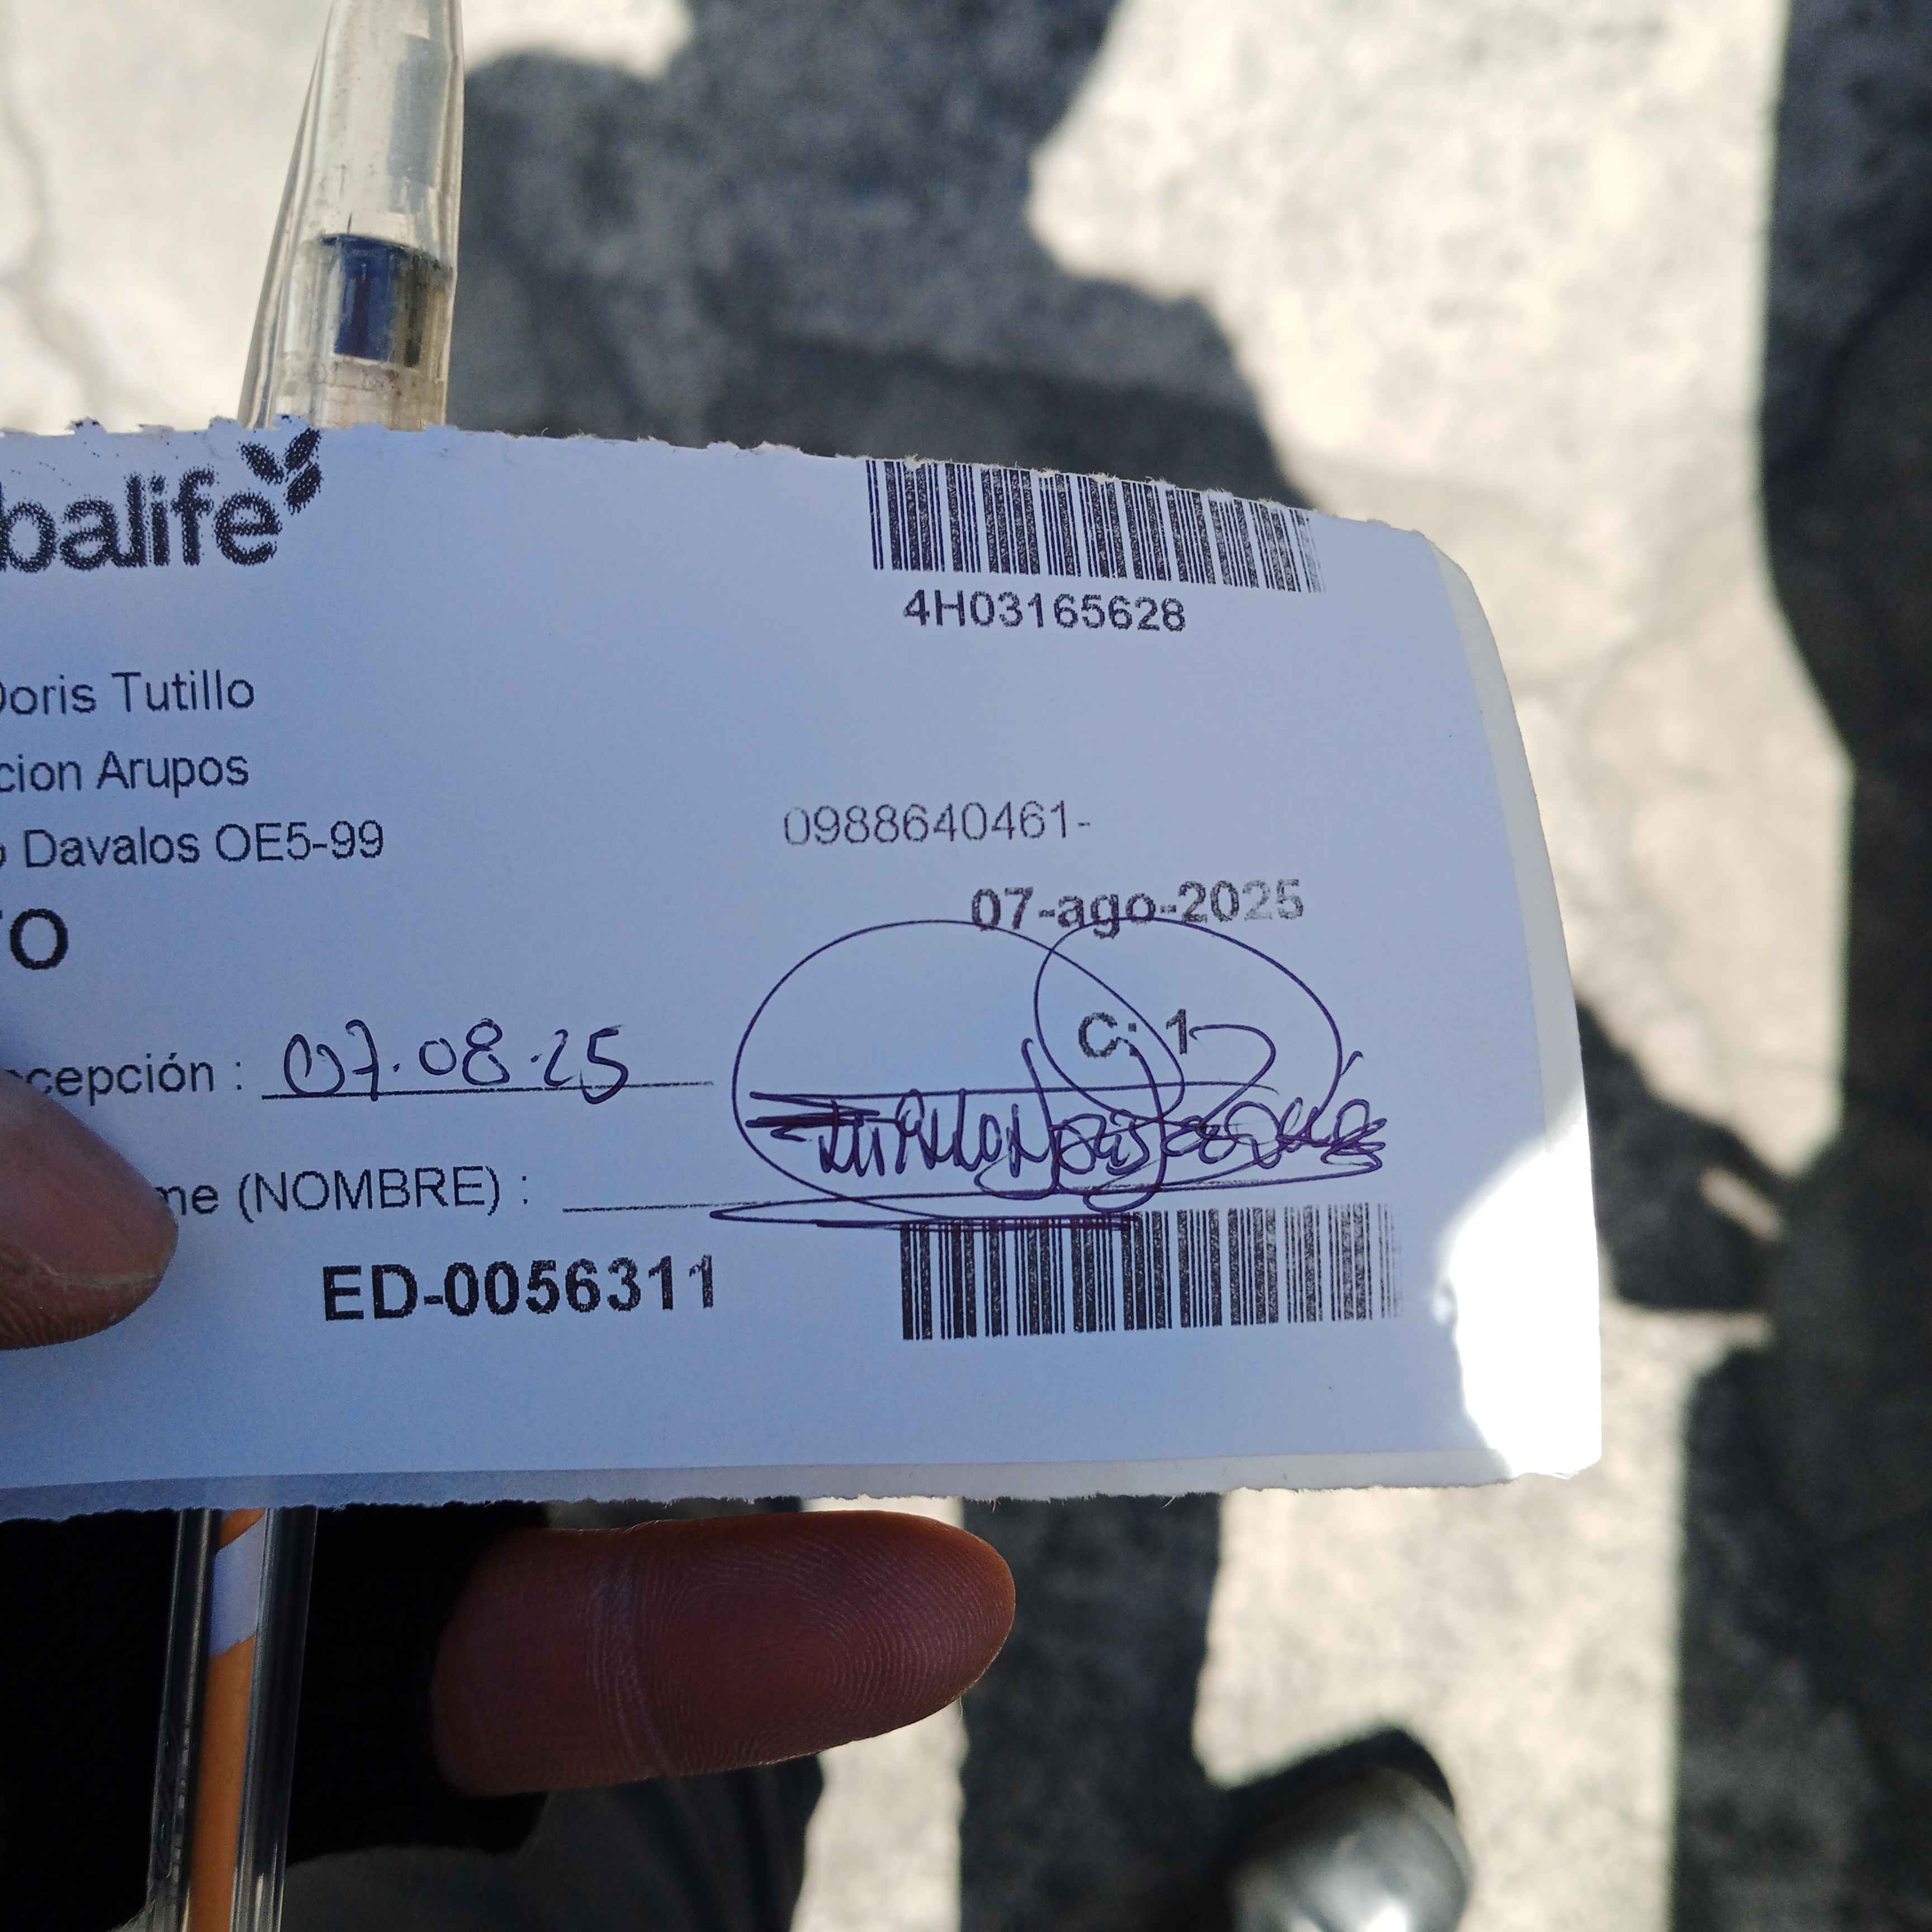 balife
4H03165628
Doris Tutillo
cion Arupos
Davalos OE5-99
0988640461-
TO
07-ago-2025
C: 1
cepción : 07.08.25
me (NOMBRE) :
ED-0056311